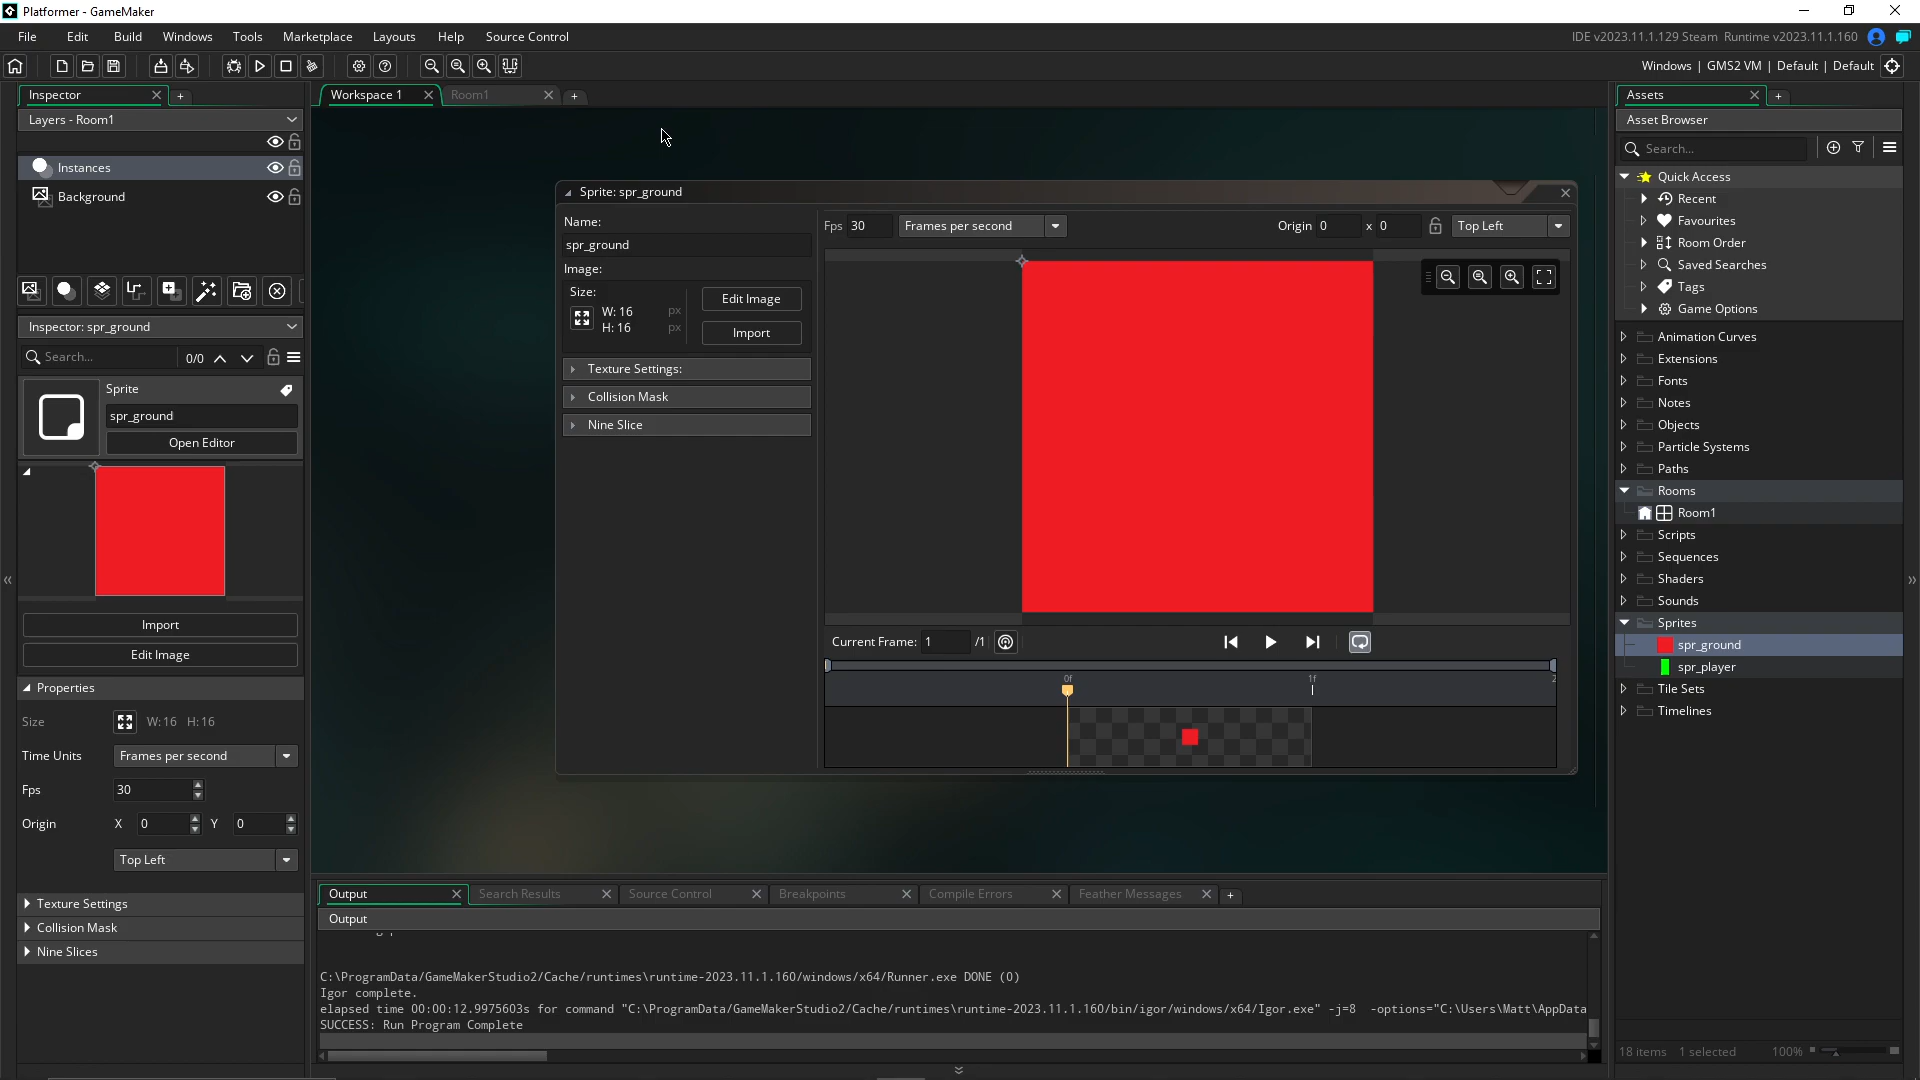 Platformer - GameMaker
File Edit Build Windows Tools Marketplace Layouts Help Source Control
IDE v2023.11.1.129 Steam Runtime v2023.11.1.160
Windows | GMS2 VM | Default | Default
Inspector
Layers - Room1
Instances
Background
Inspector: spr_ground
Search... 0/0
Sprite
spr_ground
Open Editor
Import
Edit Image
Properties
Size W:16 H:16
Time Units Frames per second
Fps 30
Origin X 0 Y 0
Top Left
Texture Settings
Collision Mask
Nine Slices
Workspace 1 Room1
Sprite: spr_ground
Name:
spr_ground
Image:
Size:
W: 16 px
H: 16 px
Edit Image
Import
Texture Settings:
Collision Mask
Nine Slice
Fps 30 Frames per second Origin 0 x 0 Top Left
Current Frame: 1 /1
0f 1f 2
Output Search Results Source Control Breakpoints Compile Errors Feather Messages
Output
C:\ProgramData/GameMakerStudio2/Cache/runtimes\runtime-2023.11.1.160/windows/x64/Runner.exe DONE (0)
Igor complete.
elapsed time 00:00:12.9975603s for command "C:\ProgramData/GameMakerStudio2/Cache/runtimes\runtime-2023.11.1.160/bin/igor/windows/x64/Igor.exe" -j=8 -options="C:\Users\Matt\AppData
SUCCESS: Run Program Complete
Assets
Asset Browser
Search...
Quick Access
Recent
Favourites
Room Order
Saved Searches
Tags
Game Options
Animation Curves
Extensions
Fonts
Notes
Objects
Particle Systems
Paths
Rooms
Room1
Scripts
Sequences
Shaders
Sounds
Sprites
spr_ground
spr_player
Tile Sets
Timelines
18 items 1 selected 100%